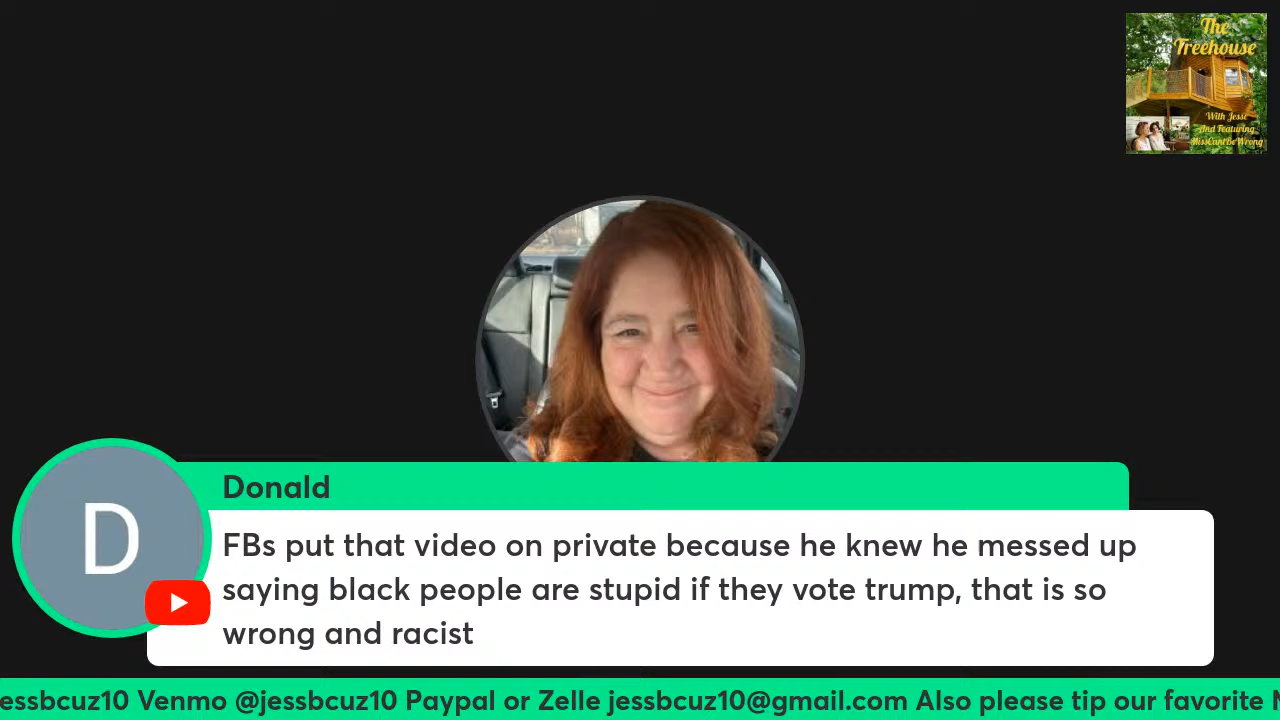 The
Treehouse
With Jesse
And Featuring
MissCantBeWrong
Donald
D
FBs put that video on private because he knew he messed up
saying black people are stupid if they vote trump, that is so
wrong and racist
essbcuz10 Venmo @jessbcuz10 Paypal or Zelle jessbcuz10@gmail.com Also please tip our favorite